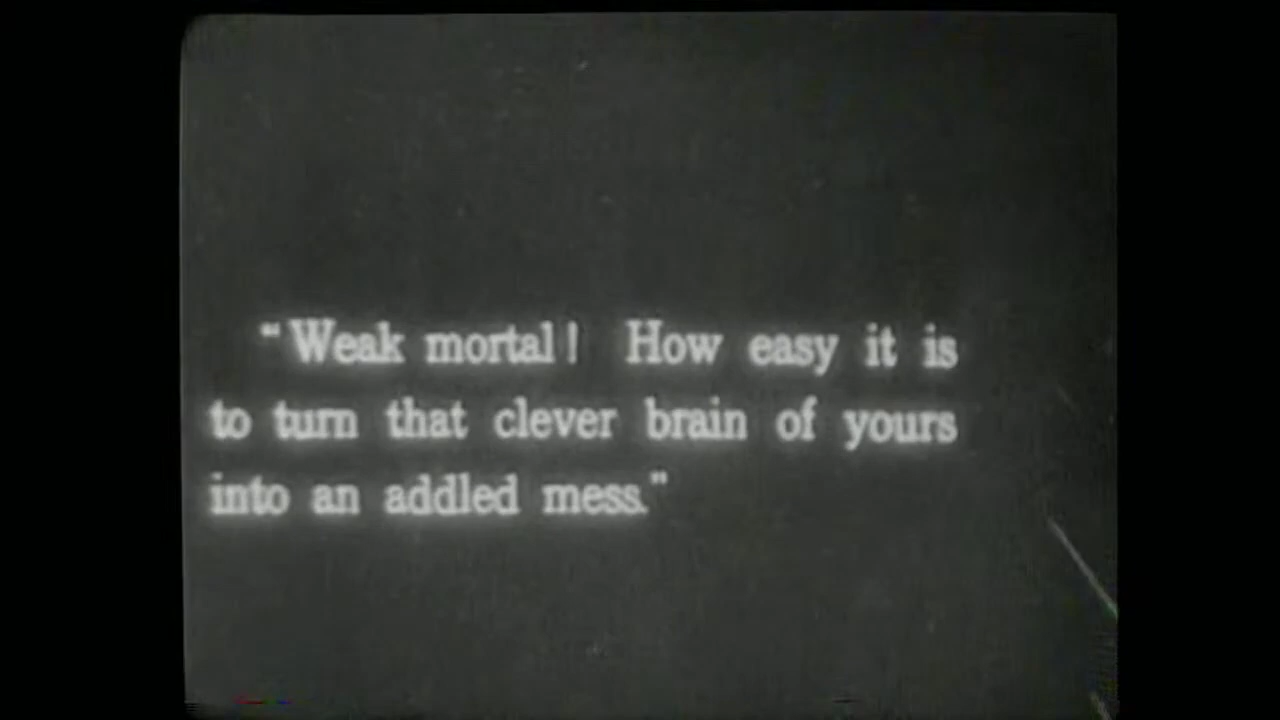 “Weak mortal! How easy it is
to turn that clever brain of yours
into an addled mess.”